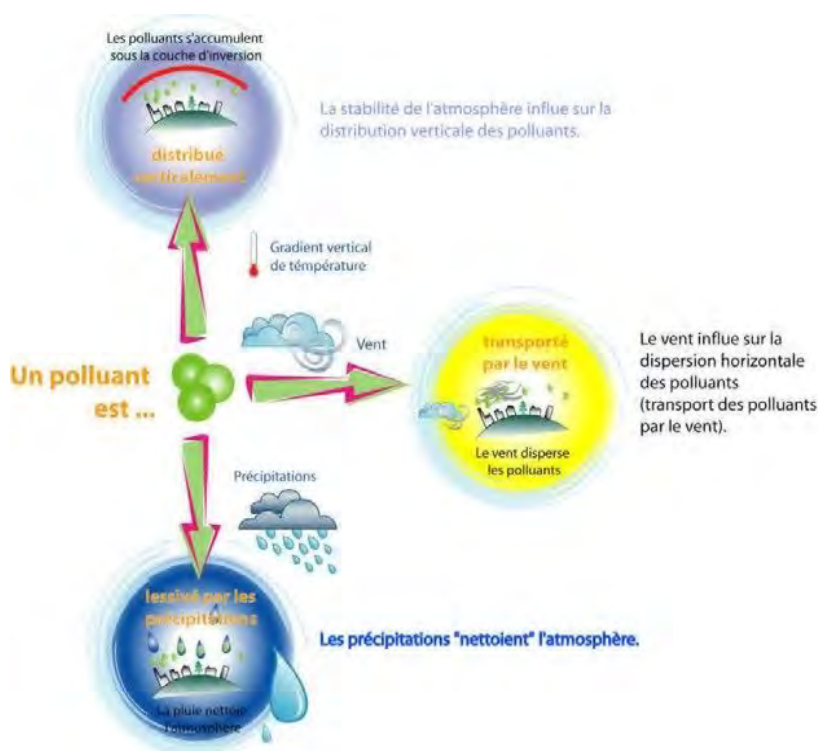 Les polluants s'accumulent
sous la couche d'inversion
distribué
verticalement
La stabilité de l'atmosphère influe sur la
distribution verticale des polluants.
Gradient vertical
de témpérature
Vent
Un polluant
est ...
transporté
par le vent
Le vent disperse
les polluants
Le vent influe sur la
dispersion horizontale
des polluants
(transport des polluants
par le vent).
Précipitations
lessivé par les
précipitations
La pluie nettoie
l'atmosphère
Les précipitations "nettoient" l'atmosphère.